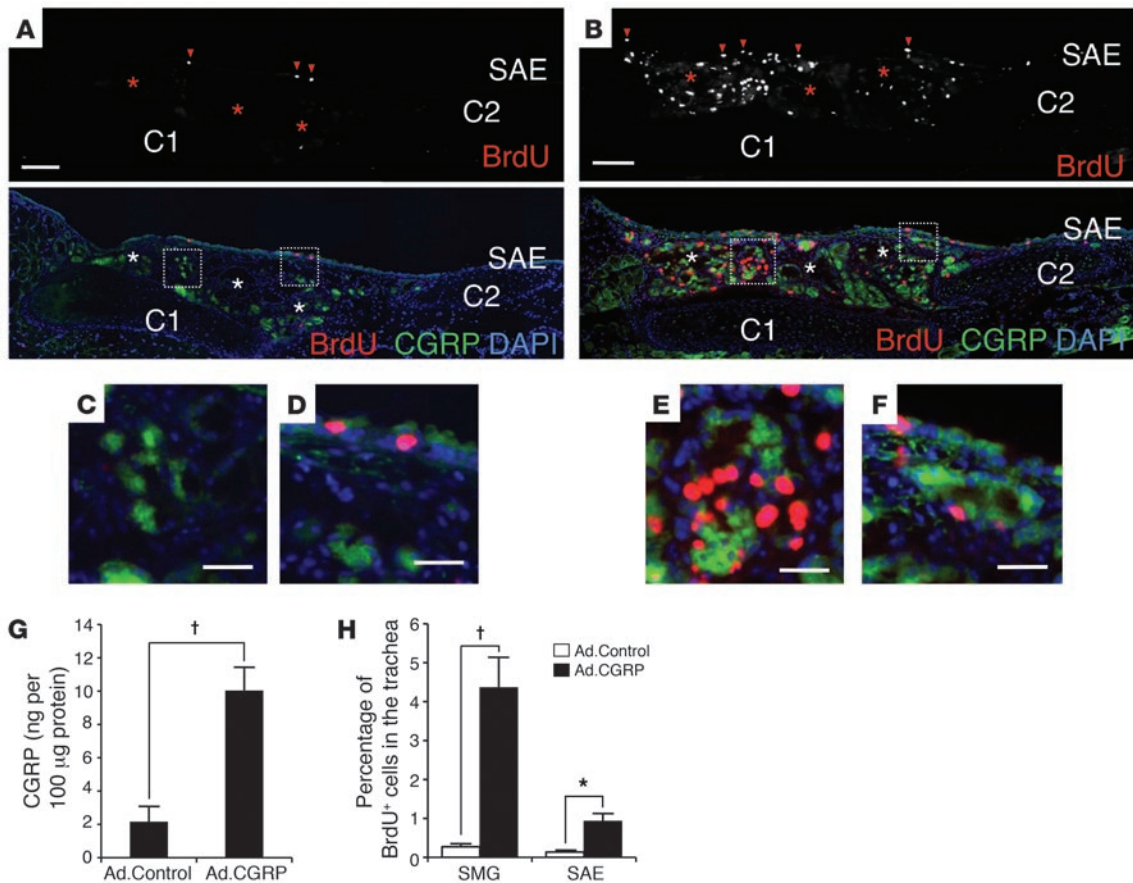 A
SAE
C1
C2
BrdU
*
*
*
SAE
C1
C2
BrdU CGRP DAPI
*
*
*
B
SAE
C2
C1
BrdU
*
*
*
SAE
C2
C1
BrdU CGRP DAPI
*
*
*
C
D
E
F
G
CGRP (ng per
100 µg protein)
14
12
10
8
6
4
2
0
†
Ad.Control
Ad.CGRP
H
Percentage of
BrdU⁺ cells in the trachea
6
5
4
3
2
1
0
†
*
Ad.Control
Ad.CGRP
SMG
SAE